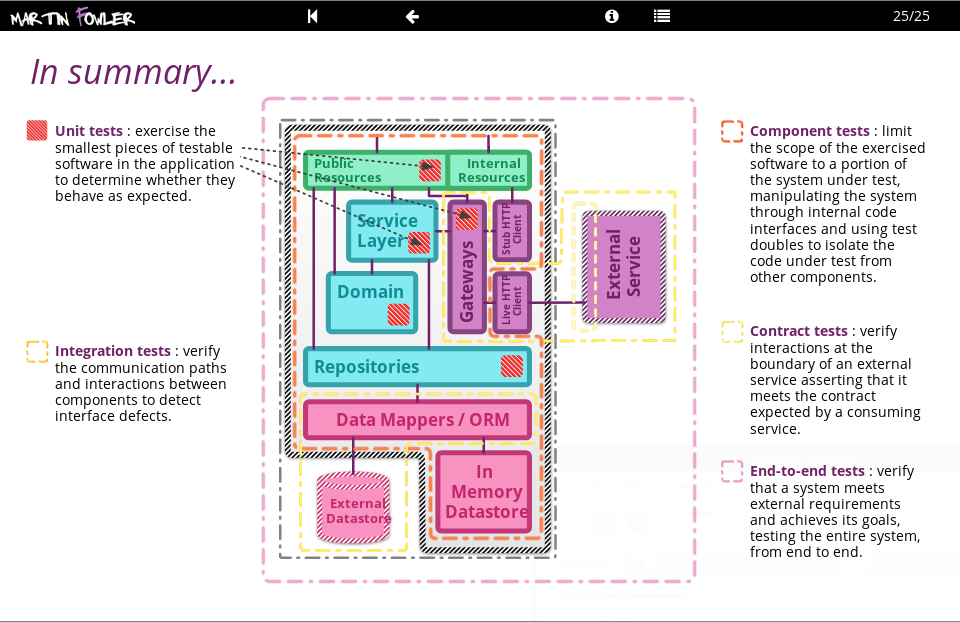 MARTIN FOWLER
25/25
In summary...
Unit tests : exercise the
smallest pieces of testable
software in the application
to determine whether they
behave as expected.
Integration tests : verify
the communication paths
and interactions between
components to detect
interface defects.
Public
Resources
Internal
Resources
Service
Layer
Gateways
Stub HTTP
Client
Live HTTP
Client
External
Service
Domain
Repositories
Data Mappers / ORM
External
Datastore
In
Memory
Datastore
Component tests : limit
the scope of the exercised
software to a portion of
the system under test,
manipulating the system
through internal code
interfaces and using test
doubles to isolate the
code under test from
other components.
Contract tests : verify
interactions at the
boundary of an external
service asserting that it
meets the contract
expected by a consuming
service.
End-to-end tests : verify
that a system meets
external requirements
and achieves its goals,
testing the entire system,
from end to end.